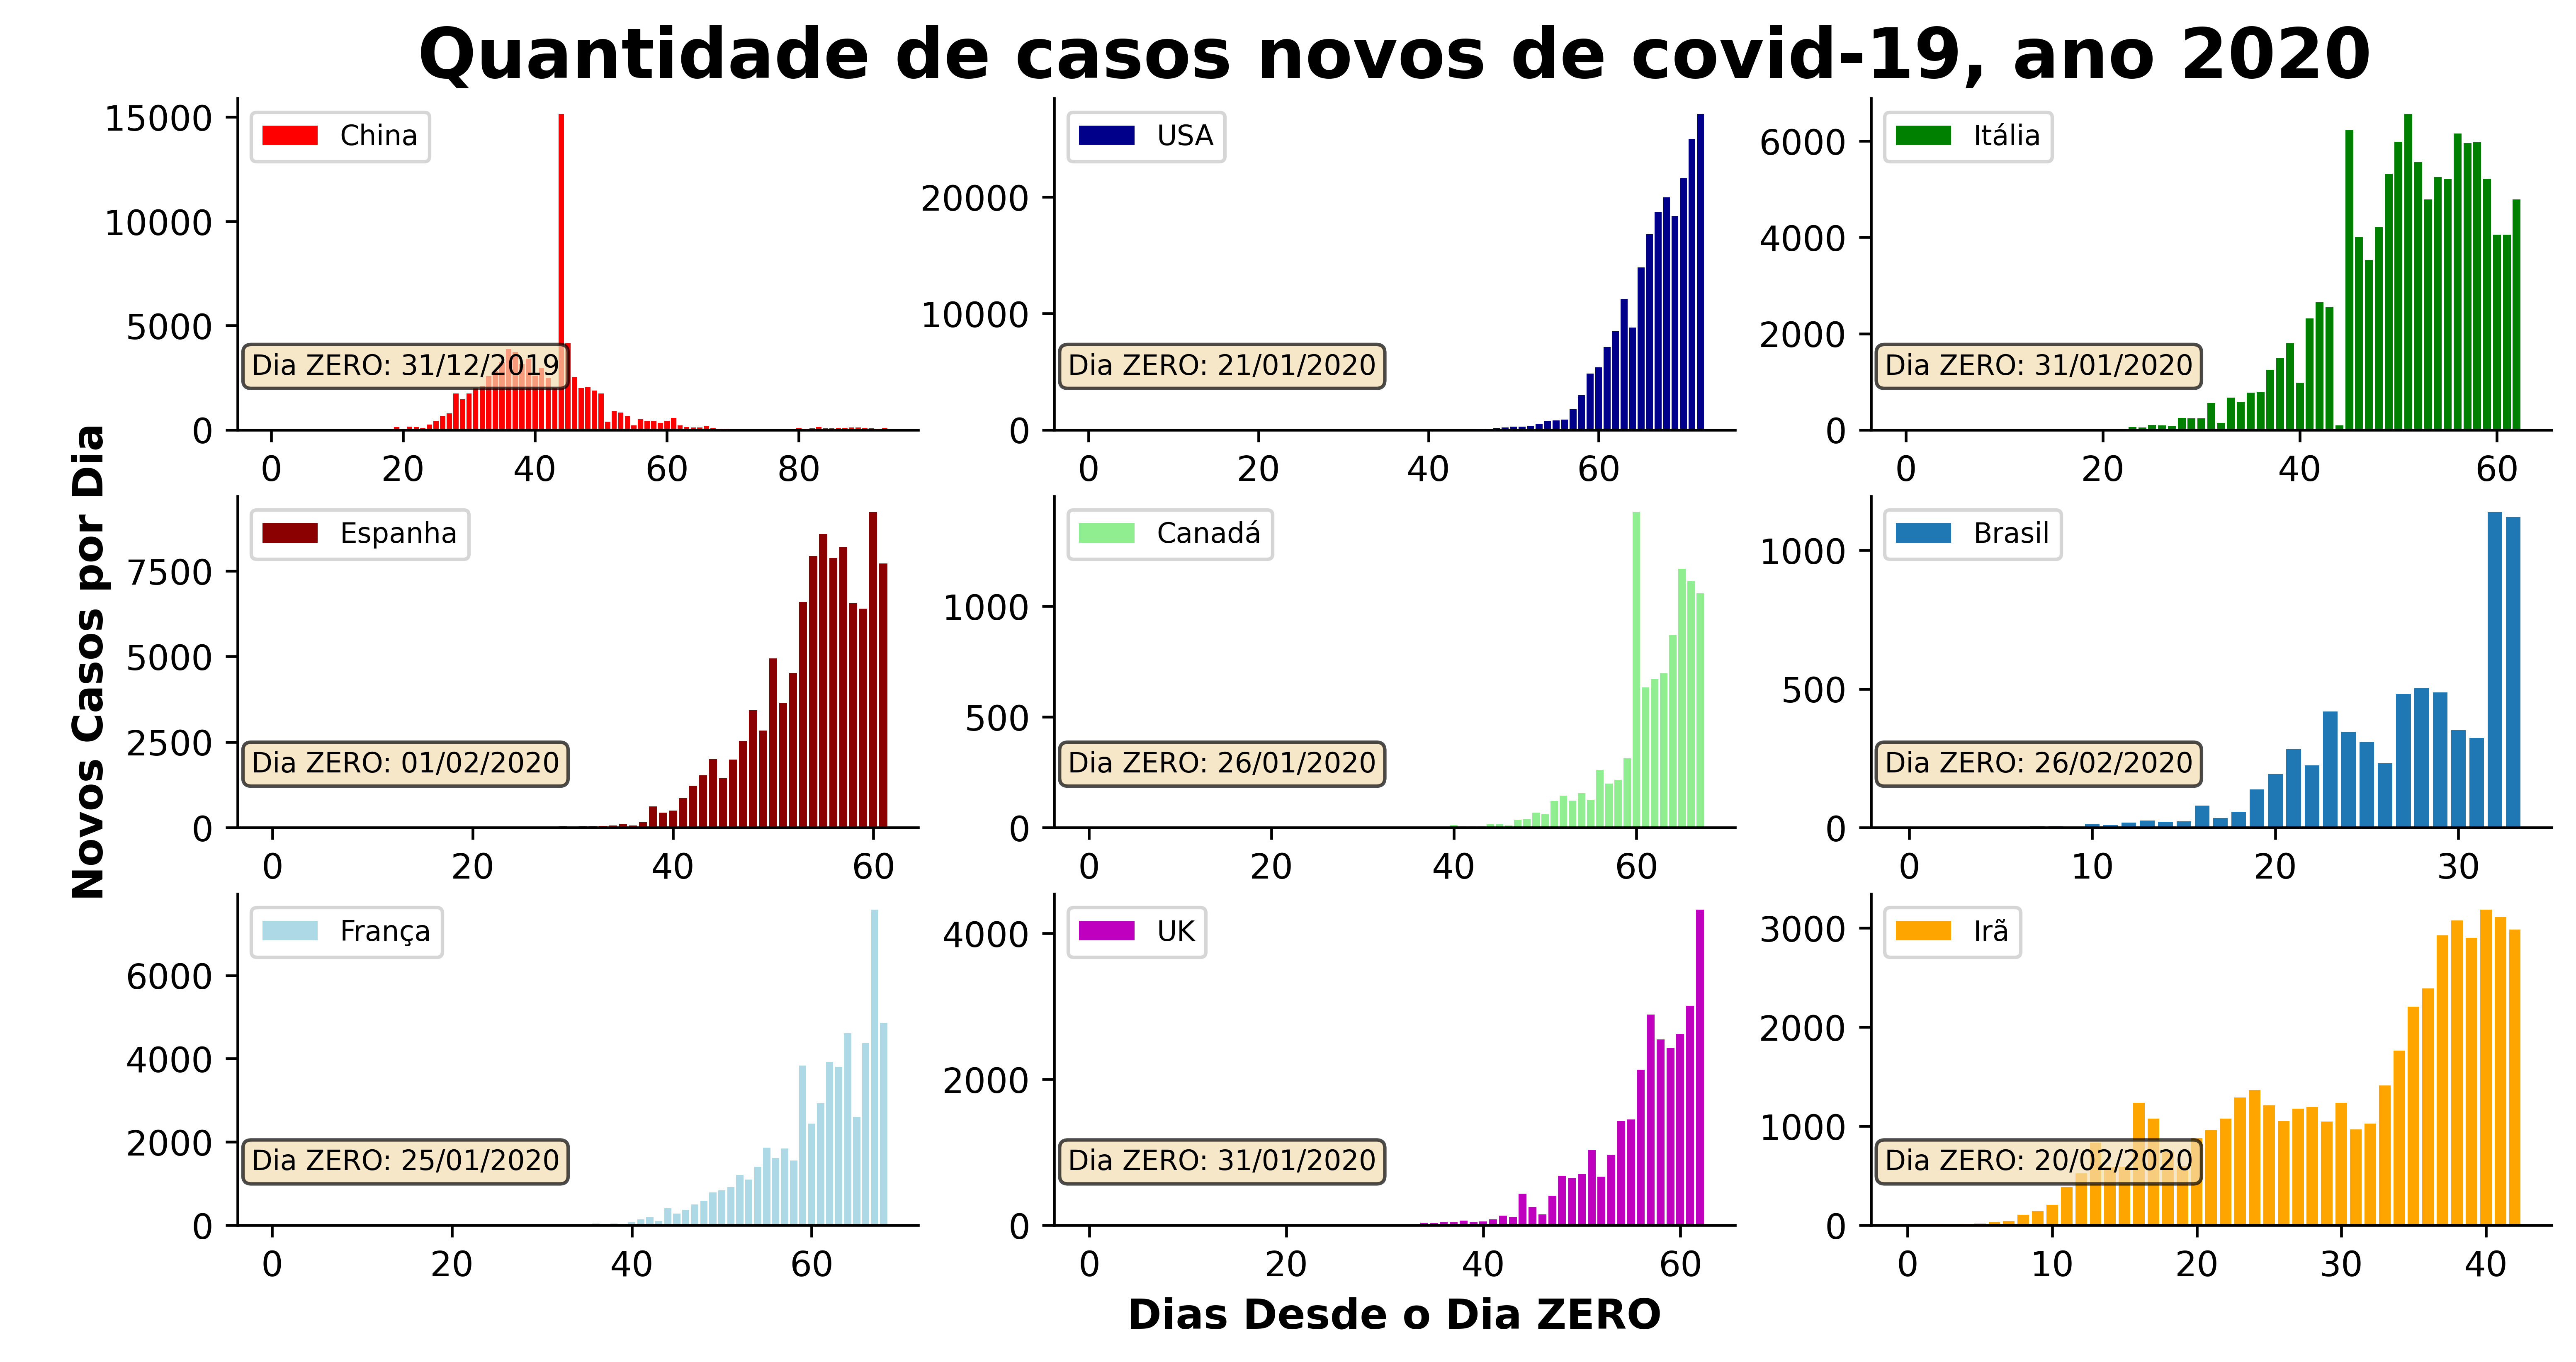 Quantidade de casos novos de covid-19, ano 2020
Novos Casos por Dia
China
15000
10000
5000
0
Dia ZERO: 31/12/2019
0 20 40 60 80
USA
20000
10000
0
Dia ZERO: 21/01/2020
0 20 40 60
Itália
6000
4000
2000
0
Dia ZERO: 31/01/2020
0 20 40 60
Espanha
7500
5000
2500
0
Dia ZERO: 01/02/2020
0 20 40 60
Canadá
1000
500
0
Dia ZERO: 26/01/2020
0 20 40 60
Brasil
1000
500
0
Dia ZERO: 26/02/2020
0 10 20 30
França
6000
4000
2000
0
Dia ZERO: 25/01/2020
0 20 40 60
UK
4000
2000
0
Dia ZERO: 31/01/2020
0 20 40 60
Irã
3000
2000
1000
0
Dia ZERO: 20/02/2020
0 10 20 30 40
Dias Desde o Dia ZERO